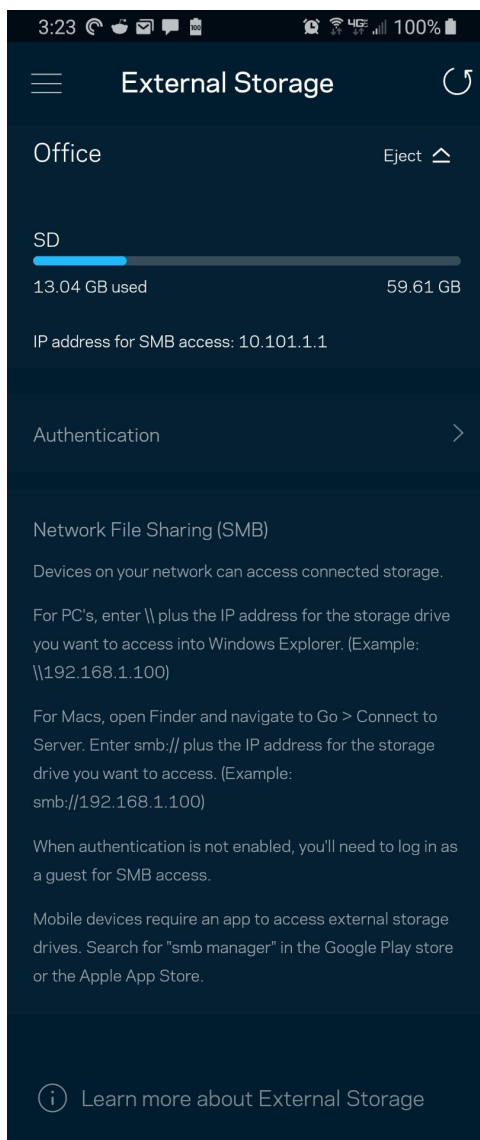 3:23 100 4GE 100%
External Storage
Office Eject
SD
13.04 GB used 59.61 GB
IP address for SMB access: 10.101.1.1
Authentication
Network File Sharing (SMB)
Devices on your network can access connected storage.
For PC's, enter \\ plus the IP address for the storage drive
you want to access into Windows Explorer. (Example:
\\192.168.1.100)
For Macs, open Finder and navigate to Go > Connect to
Server. Enter smb:// plus the IP address for the storage
drive you want to access. (Example:
smb://192.168.1.100)
When authentication is not enabled, you'll need to log in as
a guest for SMB access.
Mobile devices require an app to access external storage
drives. Search for "smb manager" in the Google Play store
or the Apple App Store.
Learn more about External Storage